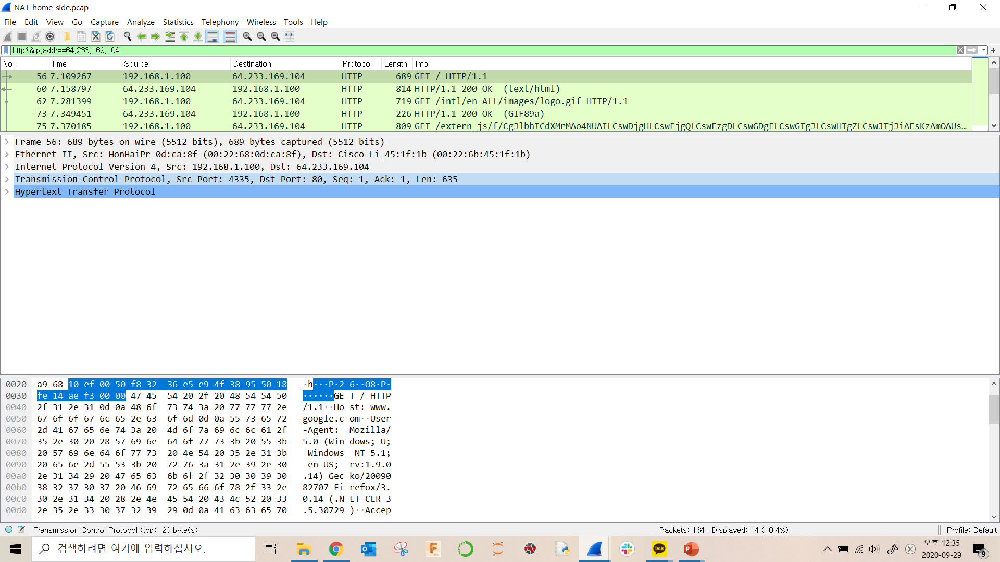 NAT_home_side.pcap
File Edit View Go Capture Analyze Statistics Telephony Wireless Tools Help
http&&ip.addr==64.233.169.104
No. Time Source Destination Protocol Length Info
56 7.109267 192.168.1.100 64.233.169.104 HTTP 689 GET / HTTP/1.1
60 7.158797 64.233.169.104 192.168.1.100 HTTP 814 HTTP/1.1 200 OK (text/html)
62 7.281399 192.168.1.100 64.233.169.104 HTTP 719 GET /intl/en_ALL/images/logo.gif HTTP/1.1
73 7.349451 64.233.169.104 192.168.1.100 HTTP 226 HTTP/1.1 200 OK (GIF89a)
75 7.370185 192.168.1.100 64.233.169.104 HTTP 809 GET /extern_js/f/CgJlbhICdXMrMAo4NUAILCswDjgHLCswFjgQLCswFzgDLCswGDgELCswGTgJLCswHTgZLCswJTjJiAEsKzAmOAUs…
Frame 56: 689 bytes on wire (5512 bits), 689 bytes captured (5512 bits)
Ethernet II, Src: HonHaiPr_0d:ca:8f (00:22:68:0d:ca:8f), Dst: Cisco-Li_45:1f:1b (00:22:6b:45:1f:1b)
Internet Protocol Version 4, Src: 192.168.1.100, Dst: 64.233.169.104
Transmission Control Protocol, Src Port: 4335, Dst Port: 80, Seq: 1, Ack: 1, Len: 635
Hypertext Transfer Protocol
0020 a9 68 10 ef 00 50 f8 32 36 e5 e9 4f 38 95 50 18 ·h···P·2 6··O8·P·
0030 fe 14 ae f3 00 00 47 45 54 20 2f 20 48 54 54 50 ······GE T / HTTP
0040 2f 31 2e 31 0d 0a 48 6f 73 74 3a 20 77 77 77 2e /1.1··Ho st: www.
0050 67 6f 6f 67 6c 65 2e 63 6f 6d 0d 0a 55 73 65 72 google.c om··User
0060 2d 41 67 65 6e 74 3a 20 4d 6f 7a 69 6c 6c 61 2f -Agent: Mozilla/
0070 35 2e 30 20 28 57 69 6e 64 6f 77 73 3b 20 55 3b 5.0 (Win dows; U;
0080 20 57 69 6e 64 6f 77 73 20 4e 54 20 35 2e 31 3b Windows NT 5.1;
0090 20 65 6e 2d 55 53 3b 20 72 76 3a 31 2e 39 2e 30 en-US; rv:1.9.0
00a0 2e 31 34 29 20 47 65 63 6b 6f 2f 32 30 30 39 30 .14) Gec ko/20090
00b0 38 32 37 30 37 20 46 69 72 65 66 6f 78 2f 33 2e 82707 Fi refox/3.
00c0 30 2e 31 34 20 28 2e 4e 45 54 20 43 4c 52 20 33 0.14 (.N ET CLR 3
00d0 2e 35 2e 33 30 37 32 39 29 0d 0a 41 63 63 65 70 .5.30729 )··Accep
Transmission Control Protocol (tcp), 20 byte(s) Packets: 134 · Displayed: 14 (10.4%) Profile: Default
검색하려면 여기에 입력하십시오. TALK 오후 12:35
2020-09-29 9